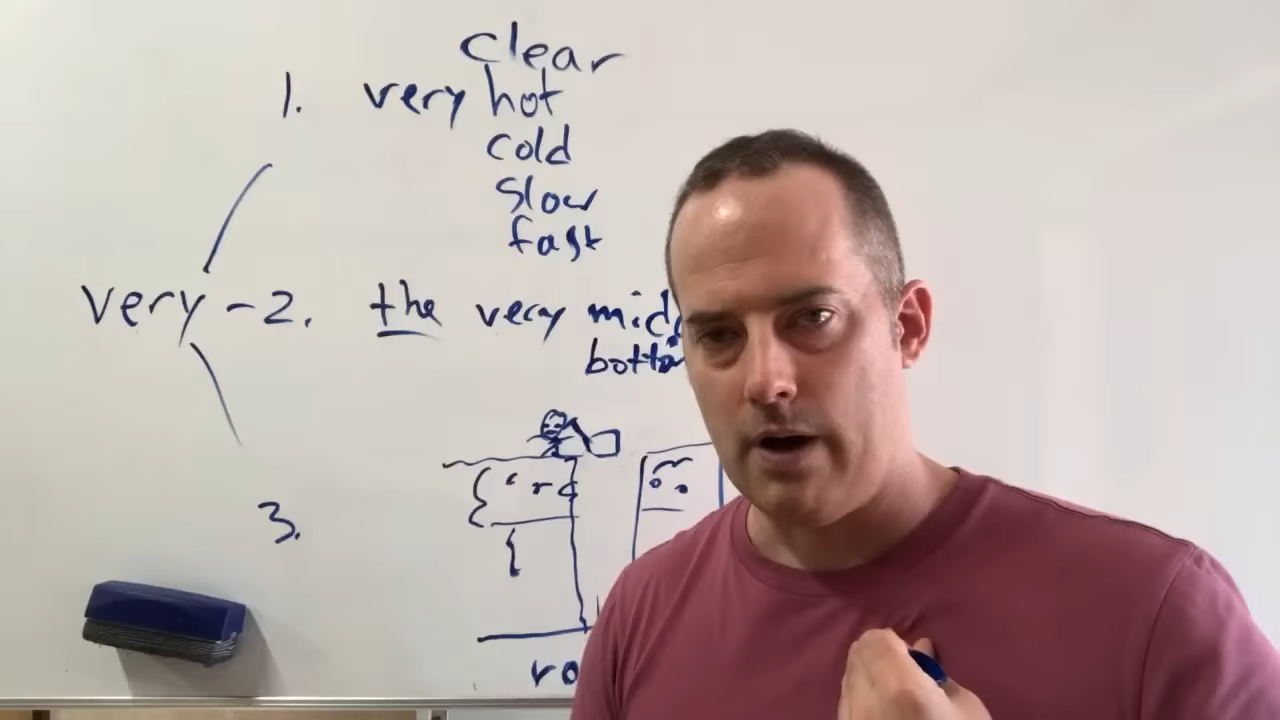 clear
1. very hot
cold
slow
fast
very - 2. the very
3.